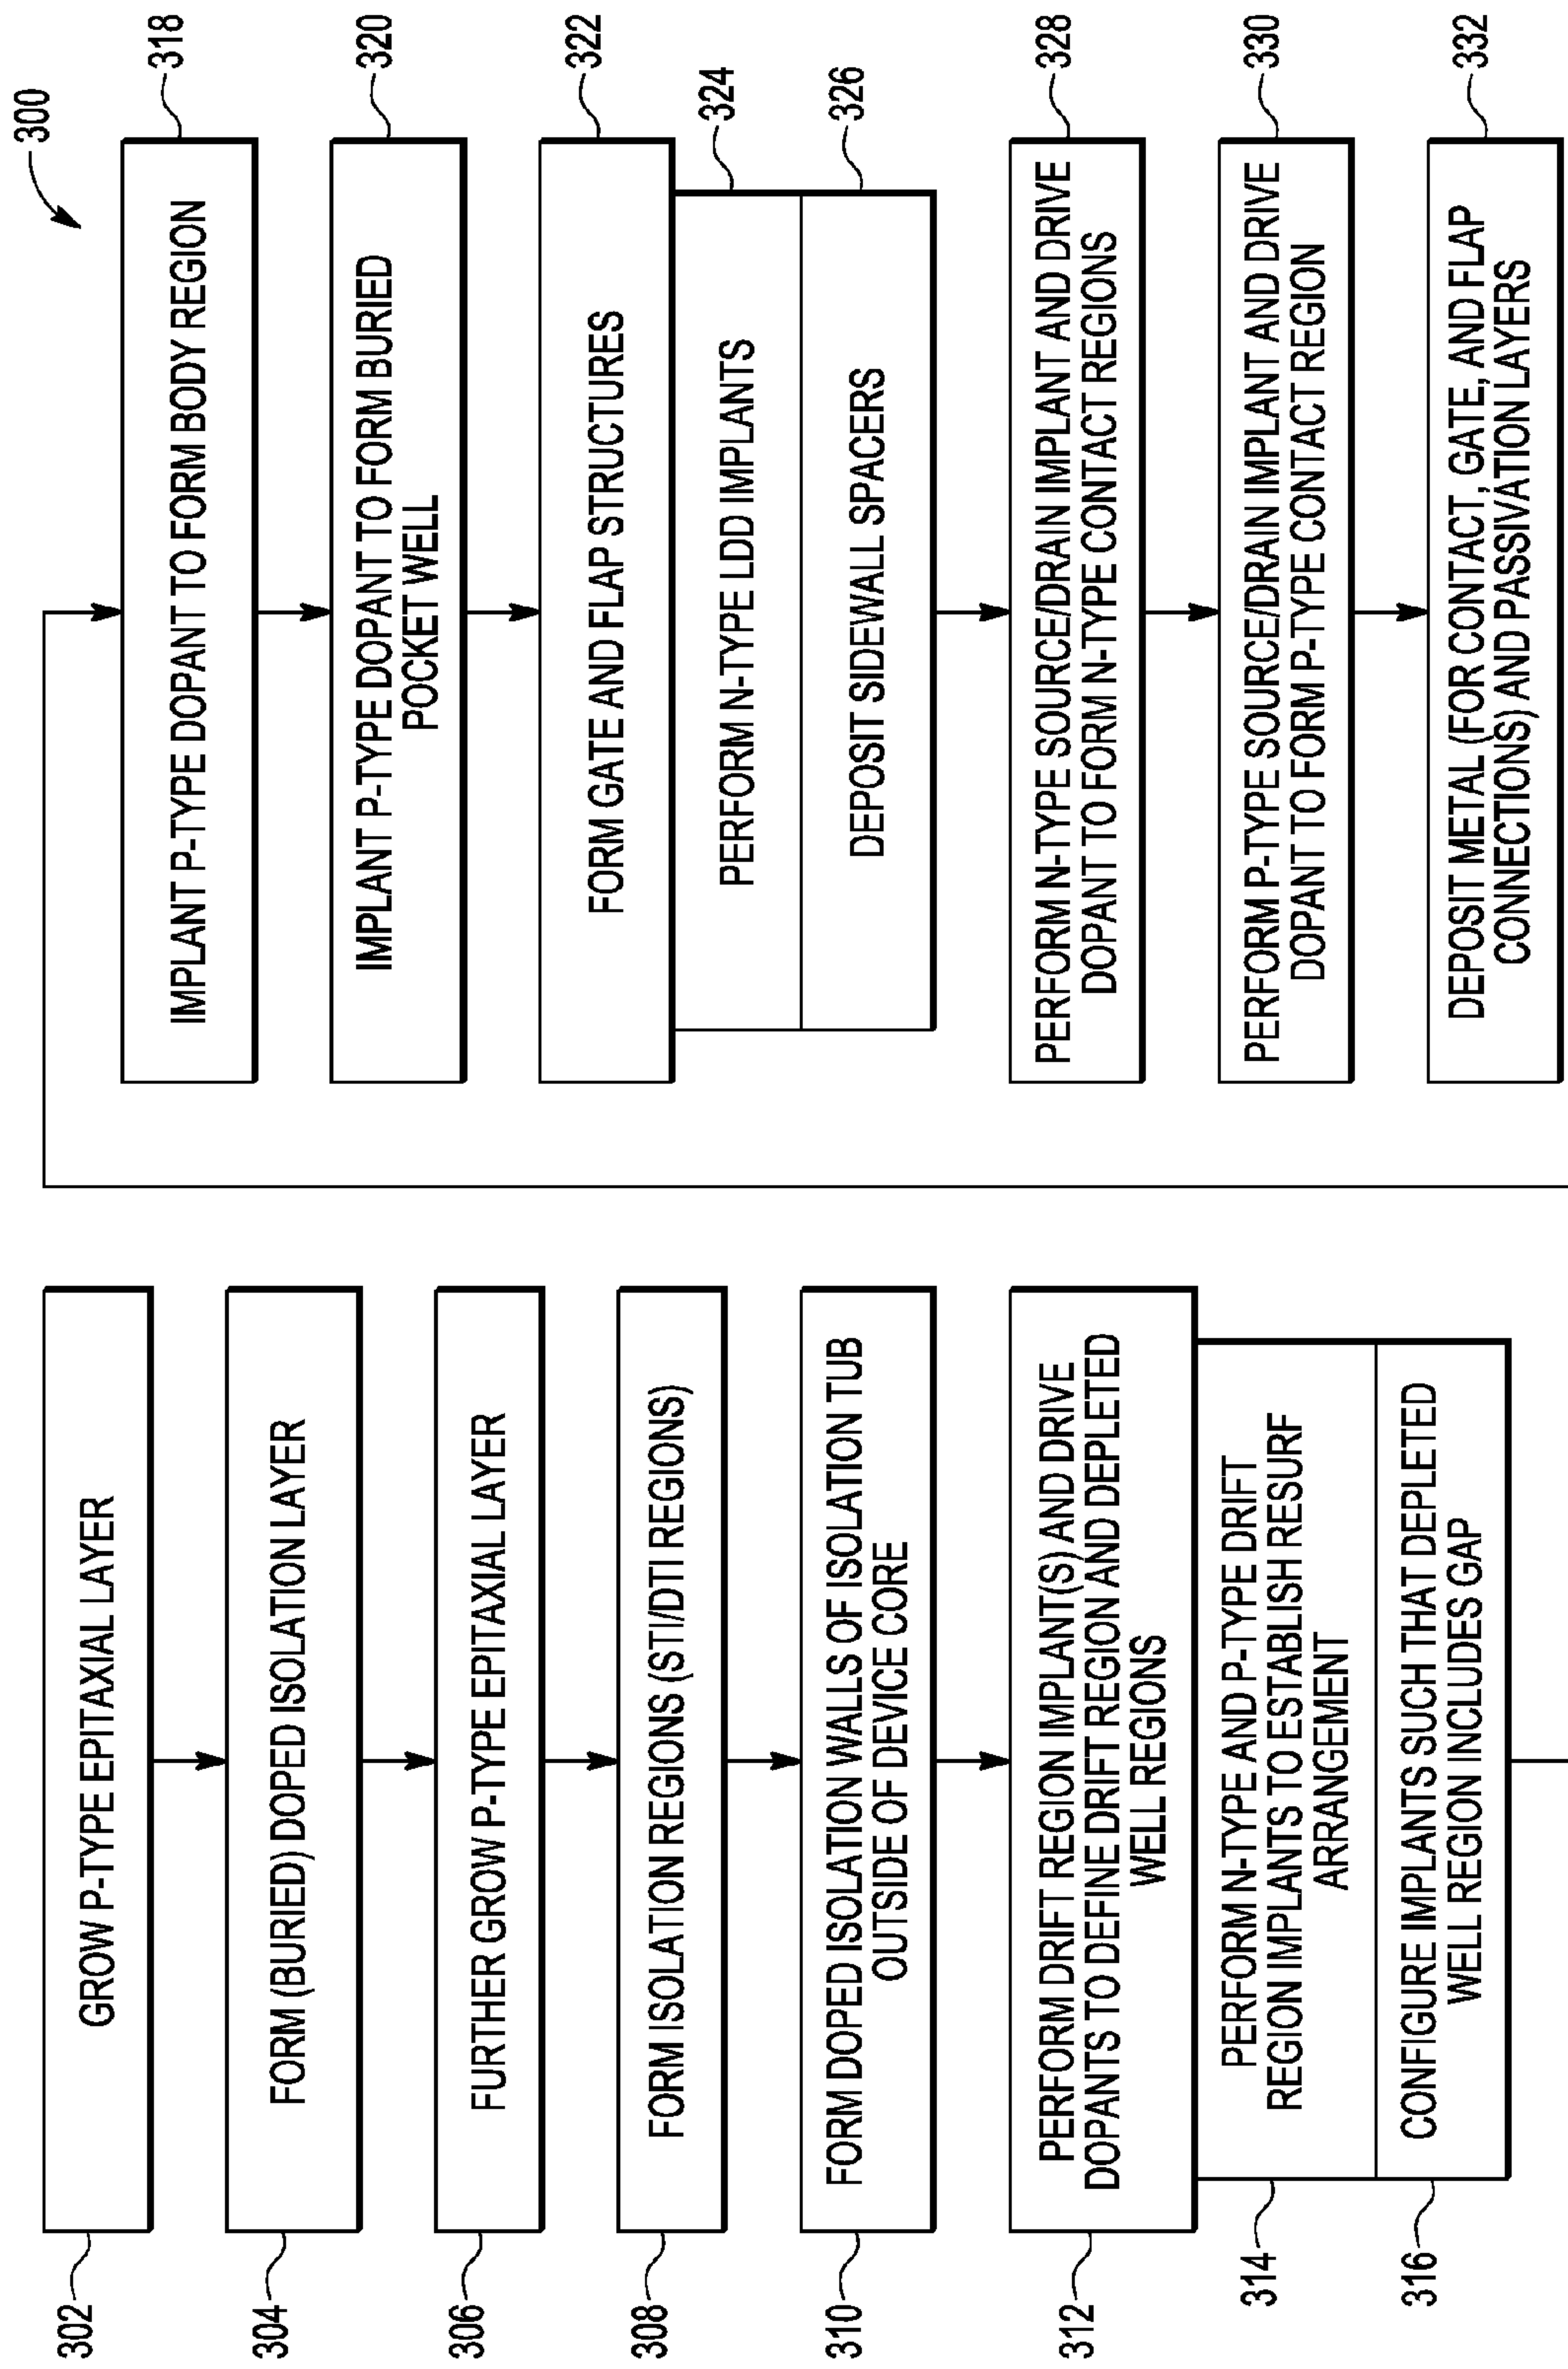 300
302
GROW P-TYPE EPITAXIAL LAYER
304
FORM (BURIED) DOPED ISOLATION LAYER
306
FURTHER GROW P-TYPE EPITAXIAL LAYER
308
FORM ISOLATION REGIONS (STI/DTI REGIONS)
310
FORM DOPED ISOLATION WALLS OF ISOLATION TUB
OUTSIDE OF DEVICE CORE
312
PERFORM DRIFT REGION IMPLANT(S) AND DRIVE
DOPANTS TO DEFINE DRIFT REGION AND DEPLETED
WELL REGIONS
314
PERFORM N-TYPE AND P-TYPE DRIFT
REGION IMPLANTS TO ESTABLISH RESURF
ARRANGEMENT
316
CONFIGURE IMPLANTS SUCH THAT DEPLETED
WELL REGION INCLUDES GAP
318
IMPLANT P-TYPE DOPANT TO FORM BODY REGION
320
IMPLANT P-TYPE DOPANT TO FORM BURIED
POCKET WELL
322
FORM GATE AND FLAP STRUCTURES
324
PERFORM N-TYPE LDD IMPLANTS
326
DEPOSIT SIDEWALL SPACERS
328
PERFORM N-TYPE SOURCE/DRAIN IMPLANT AND DRIVE
DOPANT TO FORM N-TYPE CONTACT REGIONS
330
PERFORM P-TYPE SOURCE/DRAIN IMPLANT AND DRIVE
DOPANT TO FORM P-TYPE CONTACT REGION
332
DEPOSIT METAL (FOR CONTACT, GATE, AND FLAP
CONNECTIONS) AND PASSIVATION LAYERS